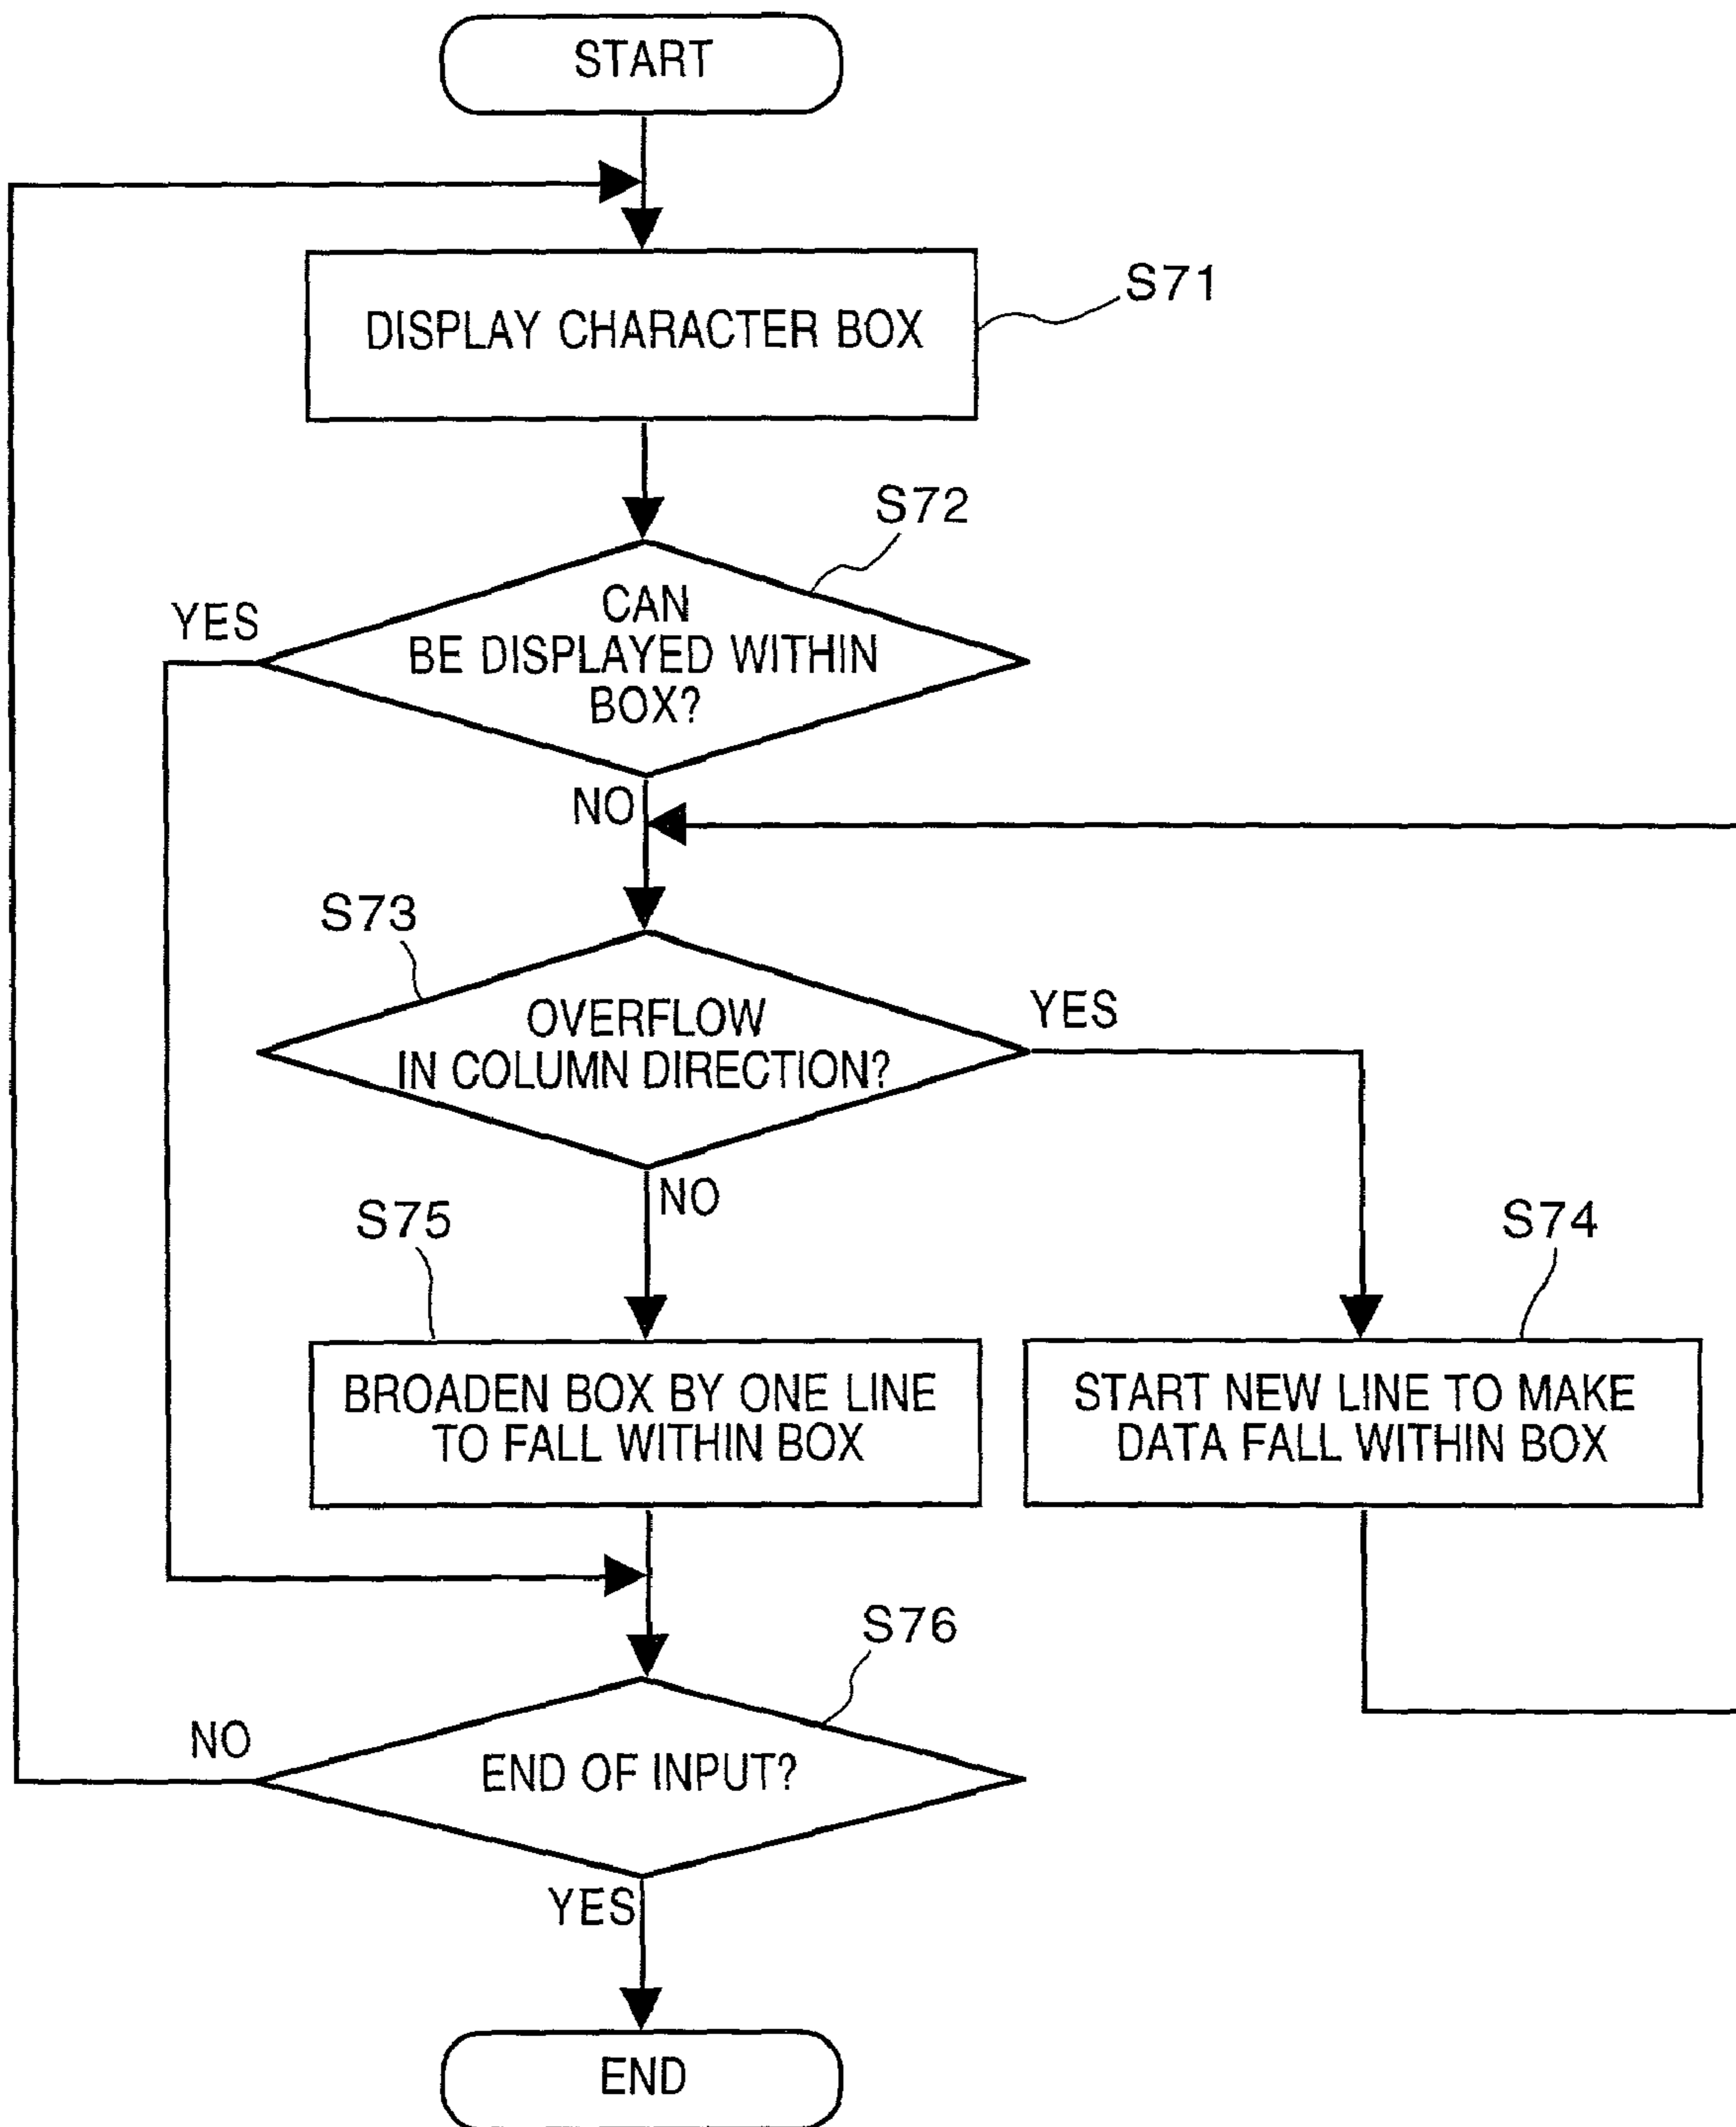 START
DISPLAY CHARACTER BOX
S71
S72
CAN
BE DISPLAYED WITHIN
BOX?
YES
NO
S73
OVERFLOW
IN COLUMN DIRECTION?
YES
NO
S75
BROADEN BOX BY ONE LINE
TO FALL WITHIN BOX
S74
START NEW LINE TO MAKE
DATA FALL WITHIN BOX
S76
END OF INPUT?
NO
YES
END